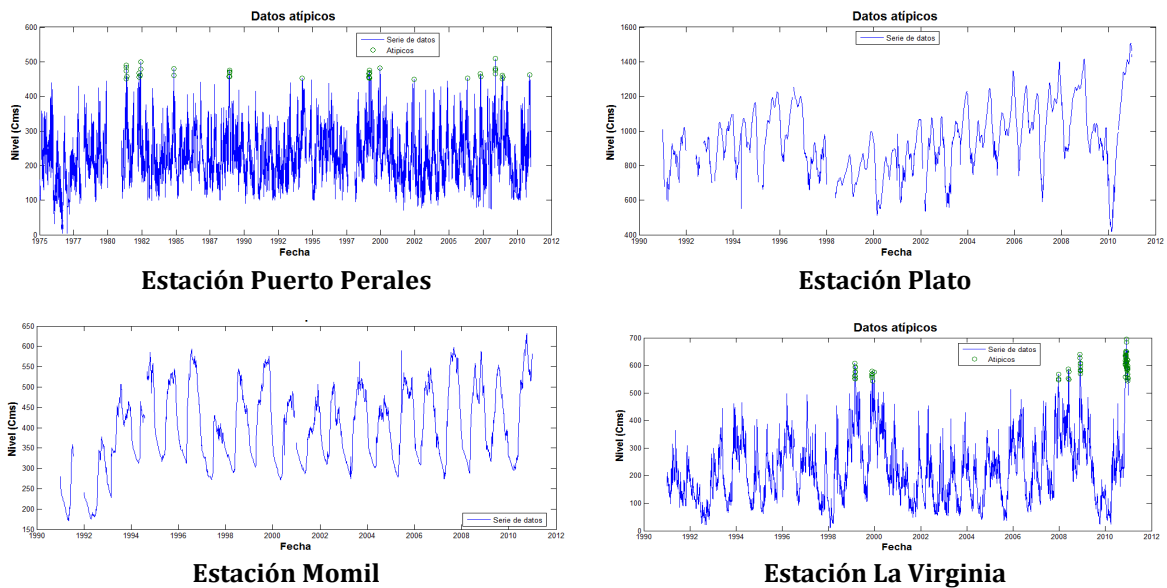 Datos atípicos
600
500
400
300
200
100
0
Nivel (Cms)
Serie de datos
Atípicos
1975 1977 1980 1982 1985 1987 1990 1992 1995 1997 2000 2002 2005 2007 2010 2012
Fecha
Estación Puerto Perales
Datos atípicos
1600
1400
1200
1000
800
600
400
Nivel (Cms)
Serie de datos
1990 1992 1994 1996 1998 2000 2002 2004 2006 2008 2010 2012
Fecha
Estación Plato
650
600
550
500
450
400
350
300
250
200
150
Nivel (Cms)
Serie de datos
1990 1992 1994 1996 1998 2000 2002 2004 2006 2008 2010 2012
Fecha
Estación Momil
Datos atípicos
700
600
500
400
300
200
100
0
Nivel (Cms)
Serie de datos
Atípicos
1990 1992 1994 1996 1998 2000 2002 2004 2006 2008 2010 2012
Fecha
Estación La Virginia